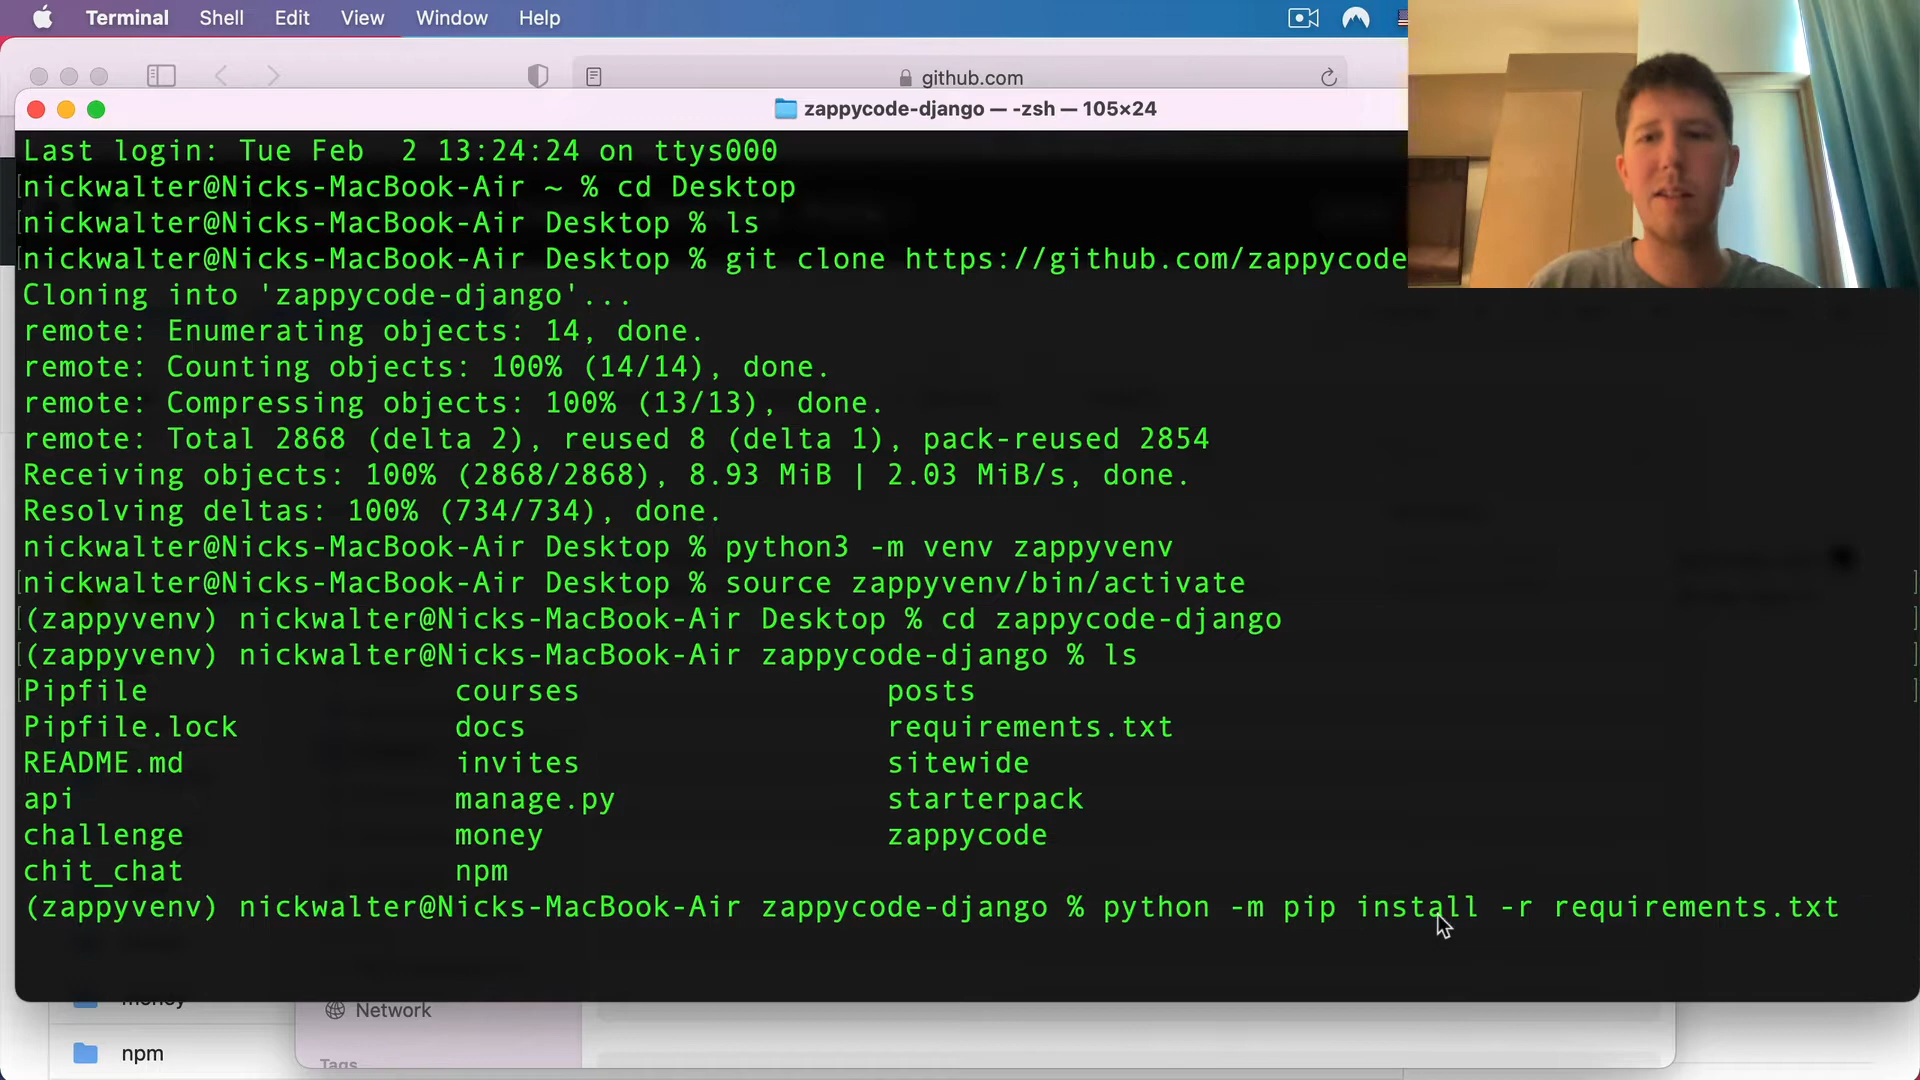 Terminal Shell Edit View Window Help
github.com
zappycode-django — -zsh — 105×24
Last login: Tue Feb  2 13:24:24 on ttys000
nickwalter@Nicks-MacBook-Air ~ % cd Desktop
nickwalter@Nicks-MacBook-Air Desktop % ls
nickwalter@Nicks-MacBook-Air Desktop % git clone https://github.com/zappycode
Cloning into 'zappycode-django'...
remote: Enumerating objects: 14, done.
remote: Counting objects: 100% (14/14), done.
remote: Compressing objects: 100% (13/13), done.
remote: Total 2868 (delta 2), reused 8 (delta 1), pack-reused 2854
Receiving objects: 100% (2868/2868), 8.93 MiB | 2.03 MiB/s, done.
Resolving deltas: 100% (734/734), done.
nickwalter@Nicks-MacBook-Air Desktop % python3 -m venv zappyvenv
nickwalter@Nicks-MacBook-Air Desktop % source zappyvenv/bin/activate
(zappyvenv) nickwalter@Nicks-MacBook-Air Desktop % cd zappycode-django
(zappyvenv) nickwalter@Nicks-MacBook-Air zappycode-django % ls
Pipfile courses posts
Pipfile.lock docs requirements.txt
README.md invites sitewide
api manage.py starterpack
challenge money zappycode
chit_chat npm
(zappyvenv) nickwalter@Nicks-MacBook-Air zappycode-django % python -m pip install -r requirements.txt
money
Network
npm
Tags